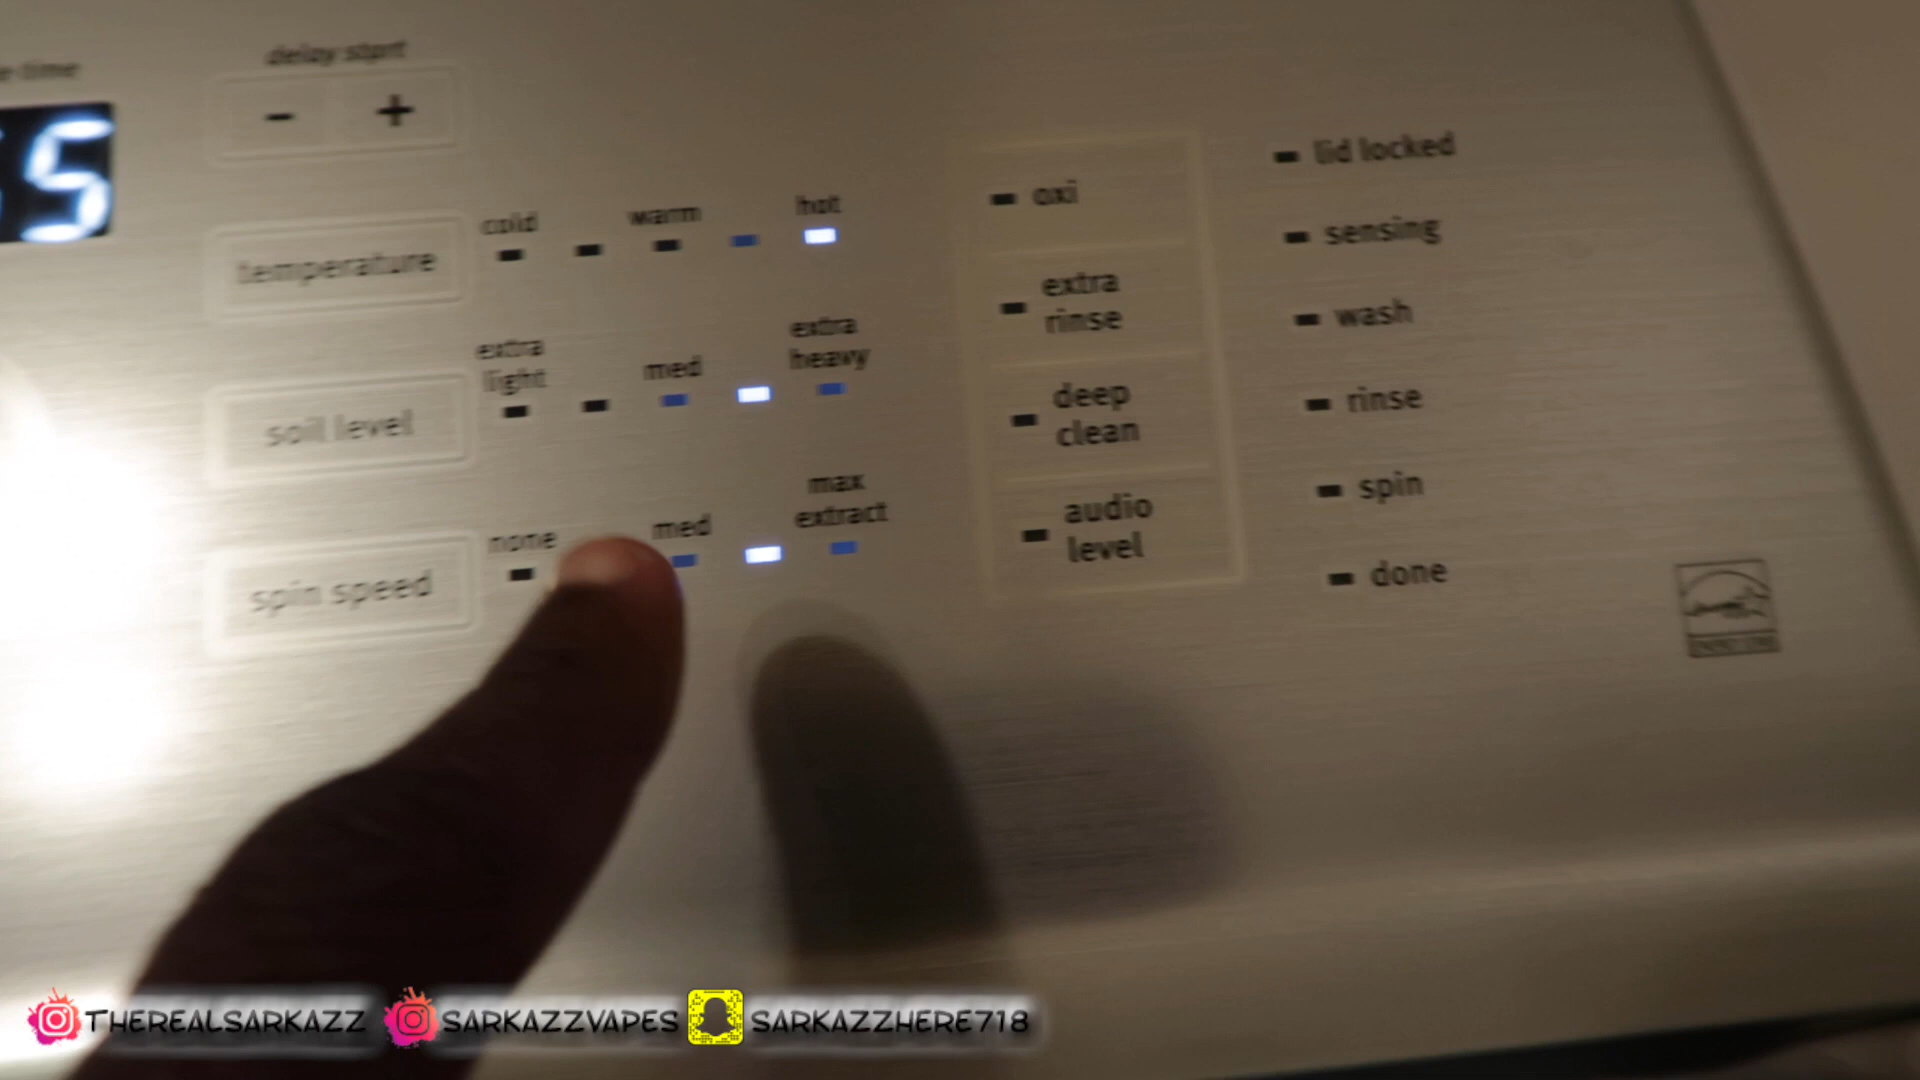 e time
delay start
- +
5
temperature
cold
warm
hot
soil level
extra
light
med
extra
heavy
spin speed
none
med
max
extract
oxi
extra
rinse
deep
clean
audio
level
lid locked
sensing
wash
rinse
spin
done
THEREALSARKAZZ SARKAZZVAPES SARKAZZHERE718